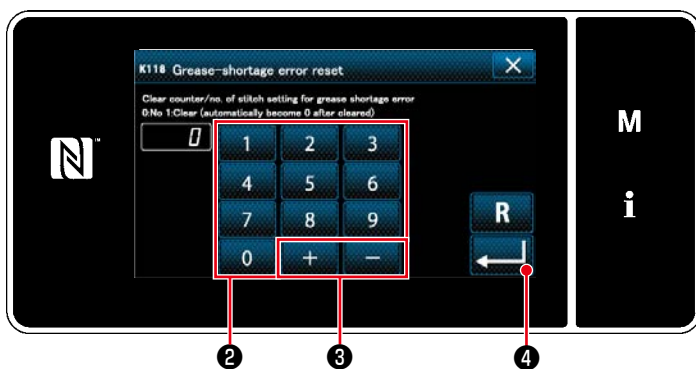 K118 Grease-shortage error reset
Clear counter/no. of stitch setting for grease shortage error
0:No 1:Clear (automatically become 0 after cleared)
0
1 2 3
4 5 6
7 8 9
0 + −
R
N
M
i
❷ ❸ ❹